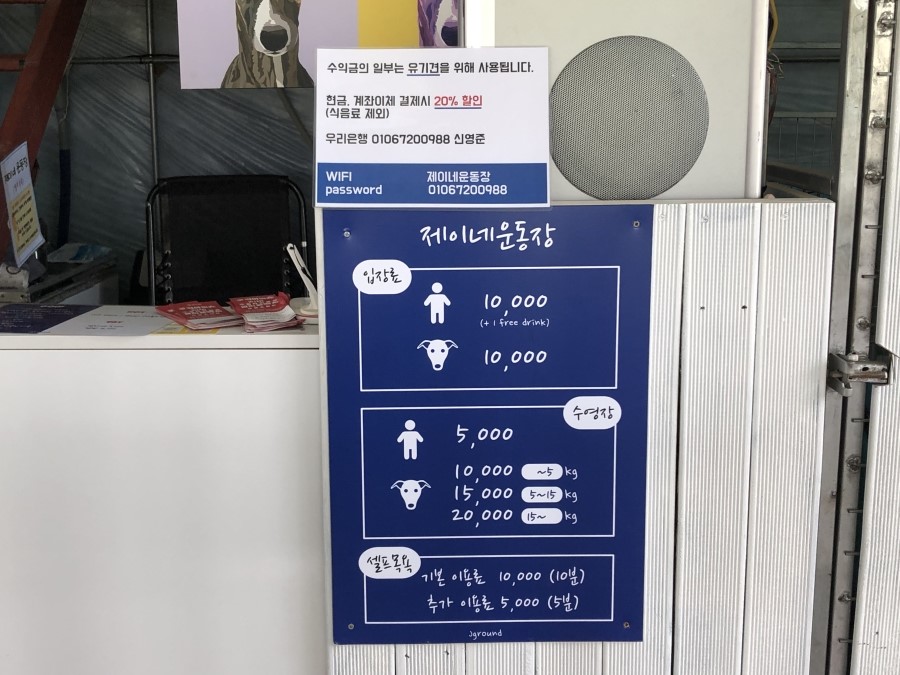 수익금의 일부는 유기견을 위해 사용됩니다.
현금, 계좌이체 결제시 20% 할인
(식음료 제외)
우리은행 01067200988 신영준
WIFI 제이네운동장
password 01067200988
제이네운동장
입장료
10,000
(+ 1 free drink)
10,000
수영장
5,000
10,000 ~5 kg
15,000 5~15 kg
20,000 15~ kg
셀프목욕
기본 이용료 10,000 (10분)
추가 이용료 5,000 (5분)
Jground